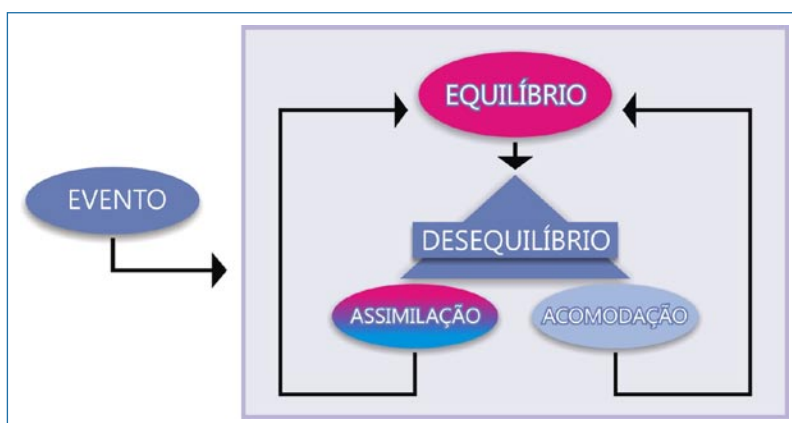 EQUILÍBRIO
EVENTO
DESEQUILÍBRIO
ASSIMILAÇÃO
ACOMODAÇÃO